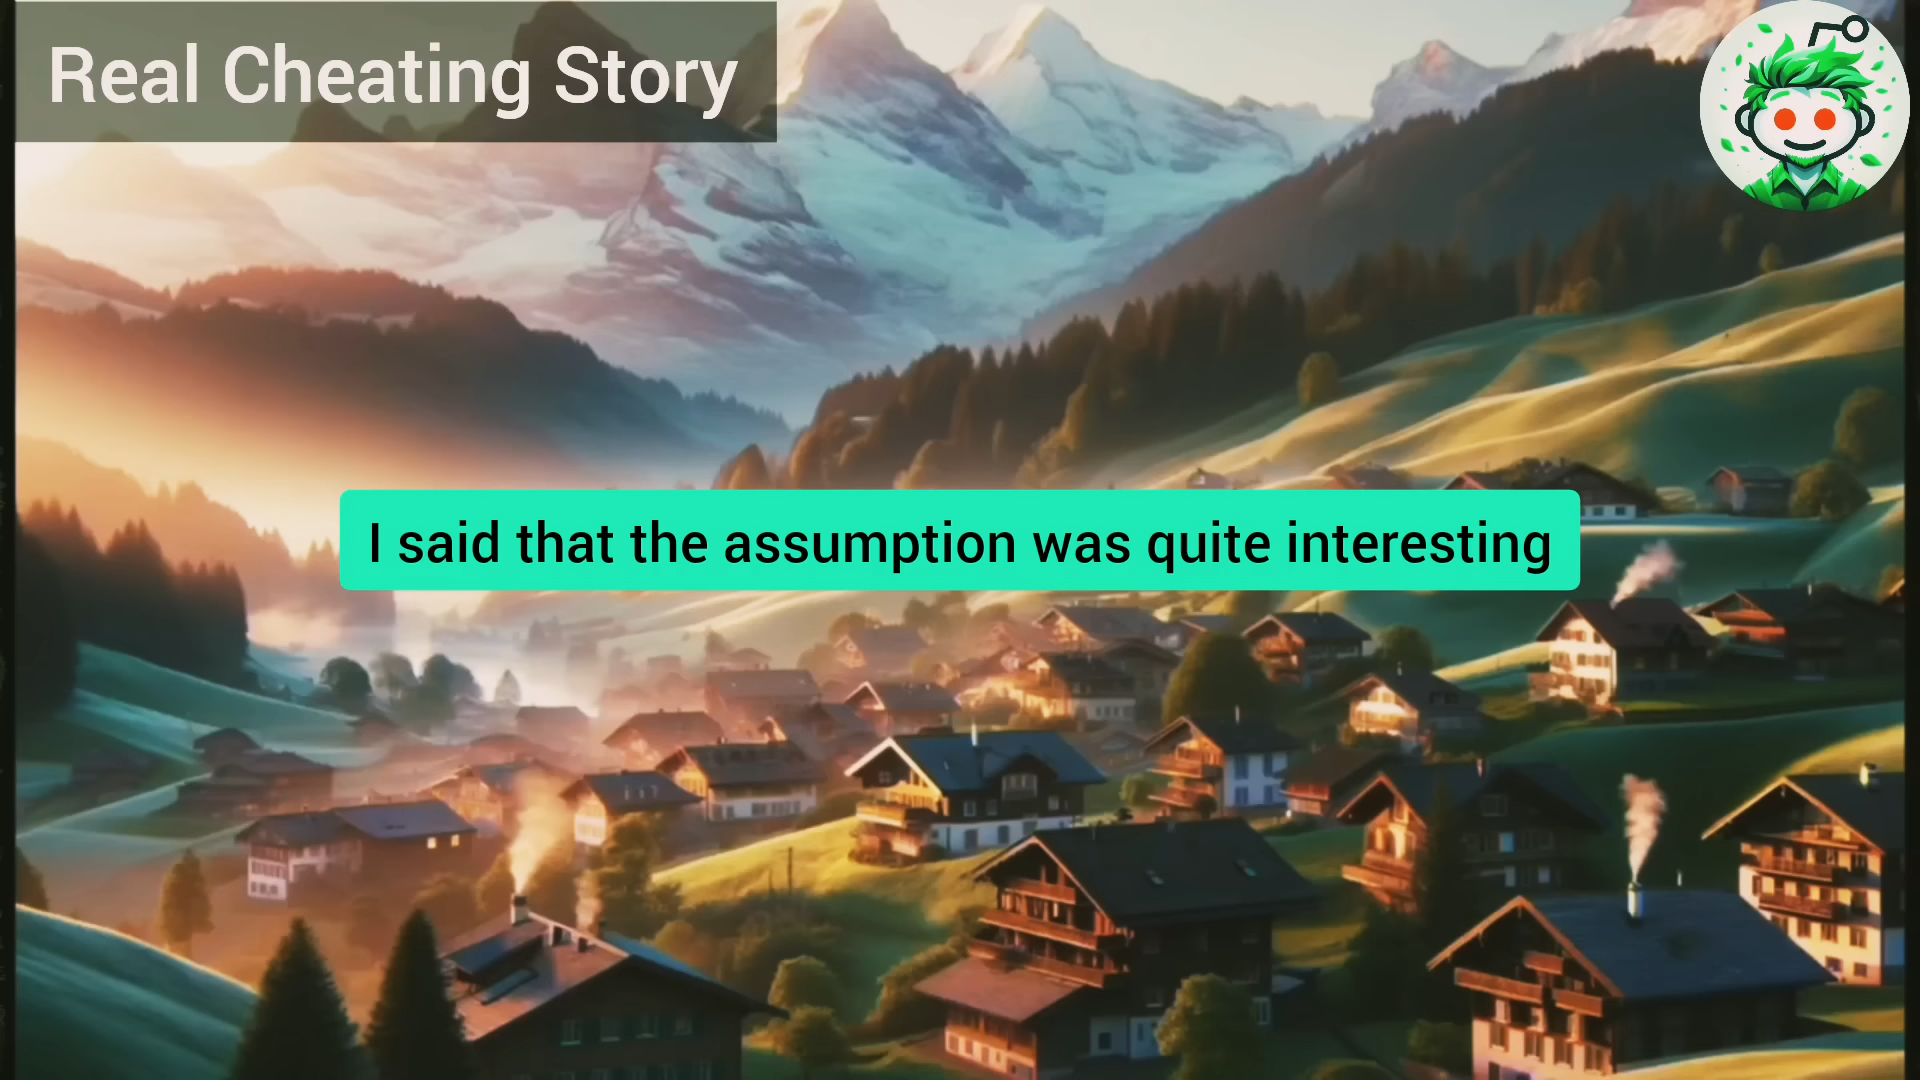 Real Cheating Story
I said that the assumption was quite interesting